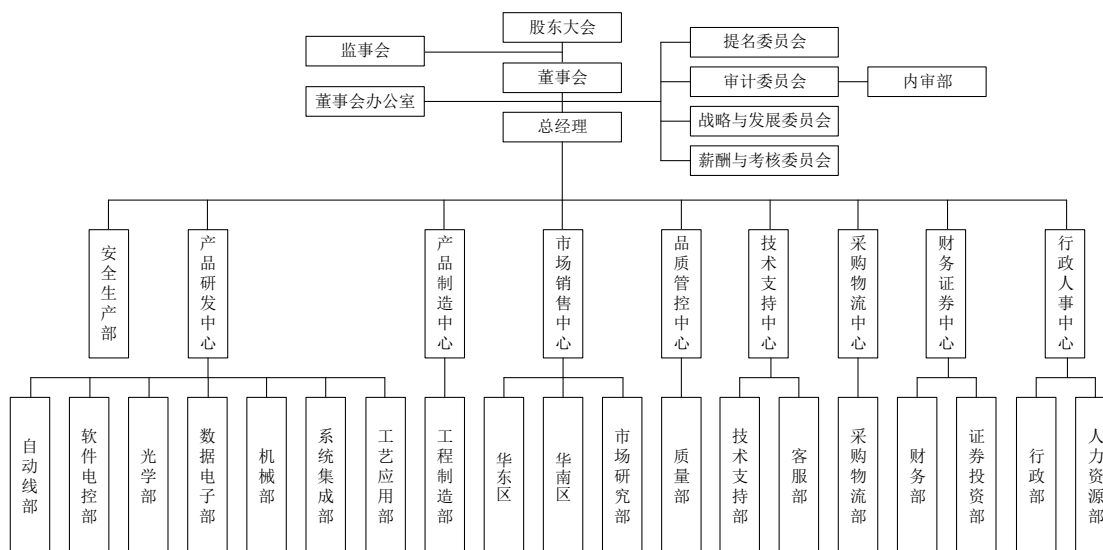 股东大会
监事会
提名委员会
董事会
审计委员会
内审部
董事会办公室
总经理
战略与发展委员会
薪酬与考核委员会
安全生产部
产品研发中心
产品制造中心
市场销售中心
品质管控中心
技术支持中心
采购物流中心
财务证券中心
行政人事中心
自动线部
软件电控部
光学部
数据电子部
机械部
系统集成部
工艺应用部
工程制造部
华东区
华南区
市场研究部
质量部
技术支持部
客服部
采购物流部
财务部
证券投资部
行政部
人力资源部